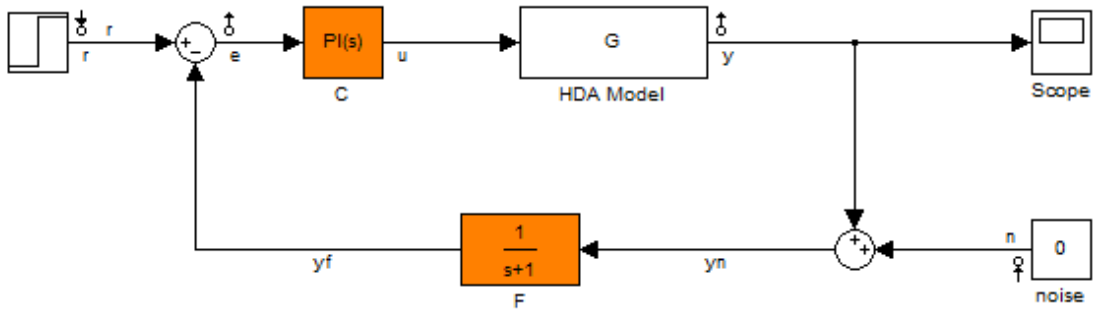 r
r
+
−
e
PI(s)
C
u
G
HDA Model
y
Scope
yf
1
s+1
F
yn
+
+
n
0
noise